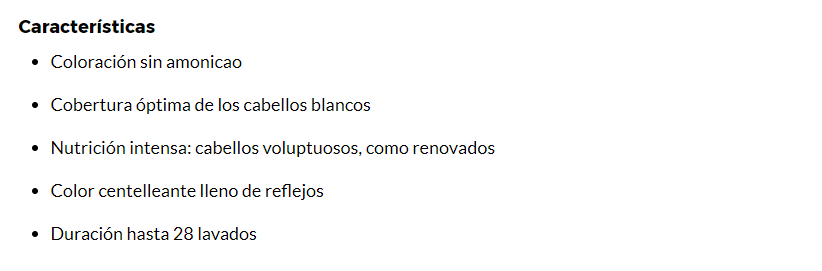 Características
• Coloración sin amonicao
• Cobertura óptima de los cabellos blancos
• Nutrición intensa: cabellos voluptuosos, como renovados
• Color centelleante lleno de reflejos
• Duración hasta 28 lavados